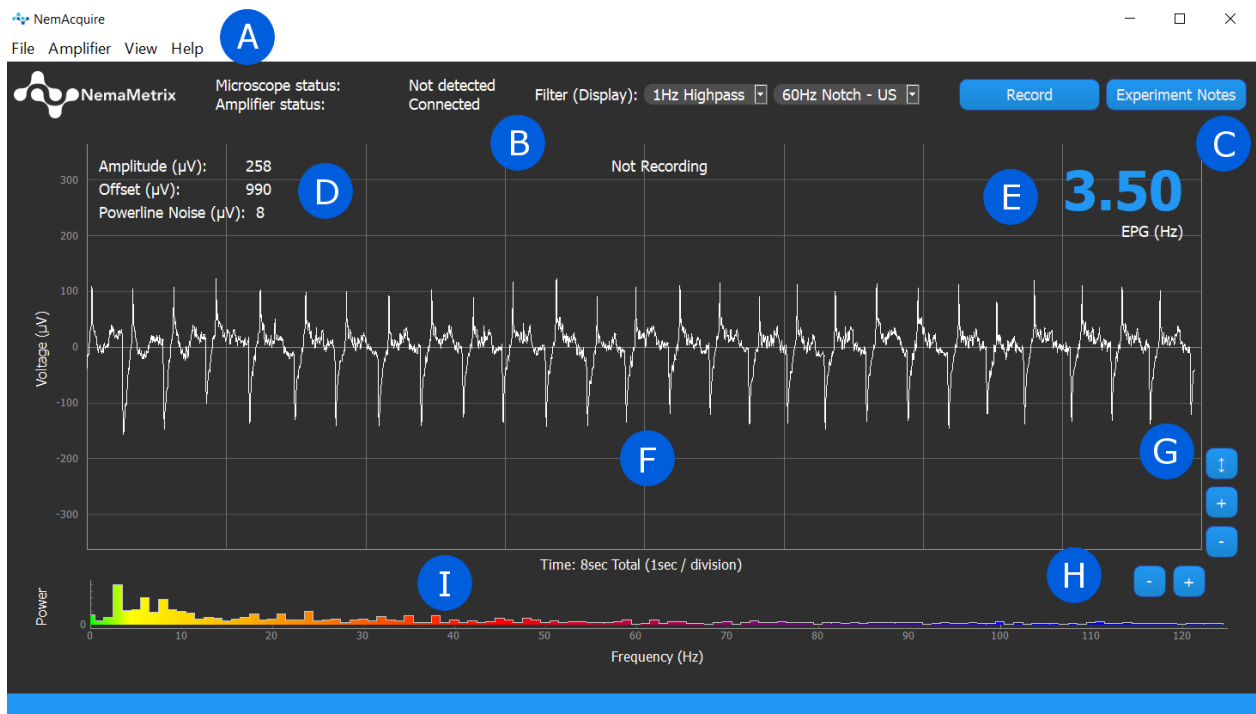 NemAcquire
File Amplifier View Help
A
NemaMetrix
Microscope status: Not detected
Amplifier status: Connected
Filter (Display): 1Hz Highpass 60Hz Notch - US
Record
Experiment Notes
B
C
Amplitude (µV): 258
Offset (µV): 990
Powerline Noise (µV): 8
D
Not Recording
E
3.50
EPG (Hz)
Voltage (µV)
300
200
100
0
-100
-200
-300
F
G
↕
+
-
Time: 8sec Total (1sec / division)
H
- +
I
Power
0
0 10 20 30 40 50 60 70 80 90 100 110 120
Frequency (Hz)